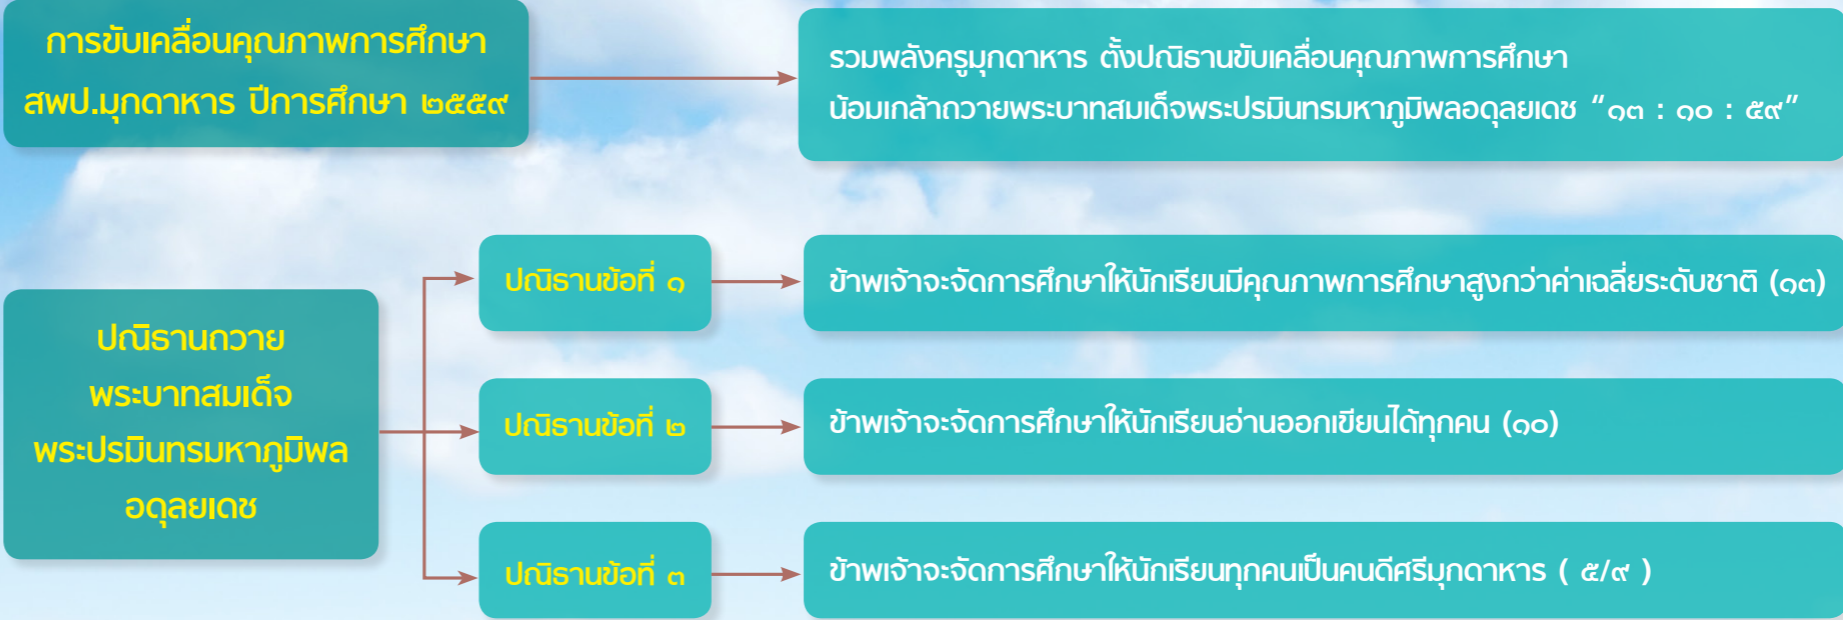 การขับเคลื่อนคุณภาพการศึกษา
สพป.มุกดาหาร ปีการศึกษา ๒๕๕๙
รวมพลังครูมุกดาหาร ตั้งปณิธานขับเคลื่อนคุณภาพการศึกษา
น้อมเกล้าถวายพระบาทสมเด็จพระปรมินทรมหาภูมิพลอดุลยเดช “๑๓ : ๑๐ : ๕๙”
ปณิธานถวาย
พระบาทสมเด็จ
พระปรมินทรมหาภูมิพล
อดุลยเดช
ปณิธานข้อที่ ๑
ข้าพเจ้าจะจัดการศึกษาให้นักเรียนมีคุณภาพการศึกษาสูงกว่าค่าเฉลี่ยระดับชาติ (๑๓)
ปณิธานข้อที่ ๒
ข้าพเจ้าจะจัดการศึกษาให้นักเรียนอ่านออกเขียนได้ทุกคน (๑๐)
ปณิธานข้อที่ ๓
ข้าพเจ้าจะจัดการศึกษาให้นักเรียนทุกคนเป็นคนดีศรีมุกดาหาร ( ๕/๙ )